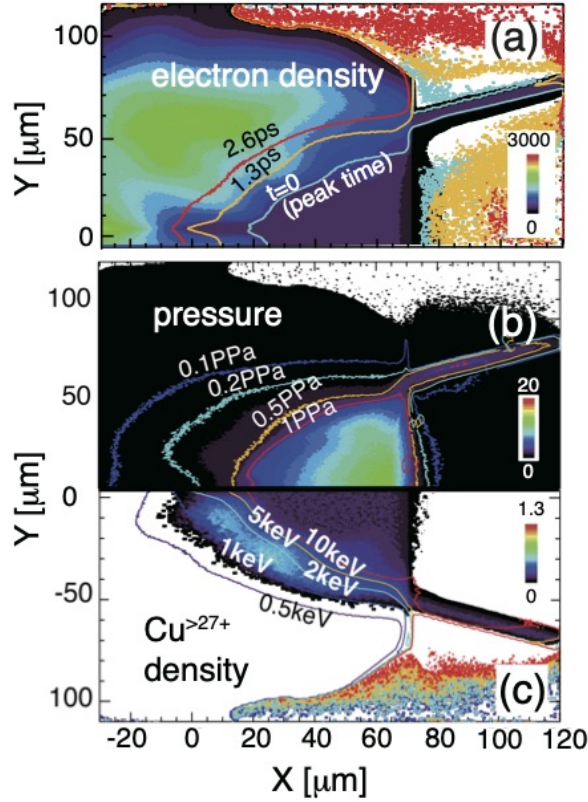 100
50
0
Y [μm]
(a)
electron density
2.6ps
1.3ps
t=0
(peak time)
3000
0
100
50
Y [μm]
(b)
pressure
0.1PPa
0.2PPa
0.5PPa
1PPa
20
0
0
-50
100
Y [μm]
5keV
10keV
1keV
2keV
0.5keV
Cu>27+
density
1.3
0
(c)
-20 0 20 40 60 80 100 120
X [μm]